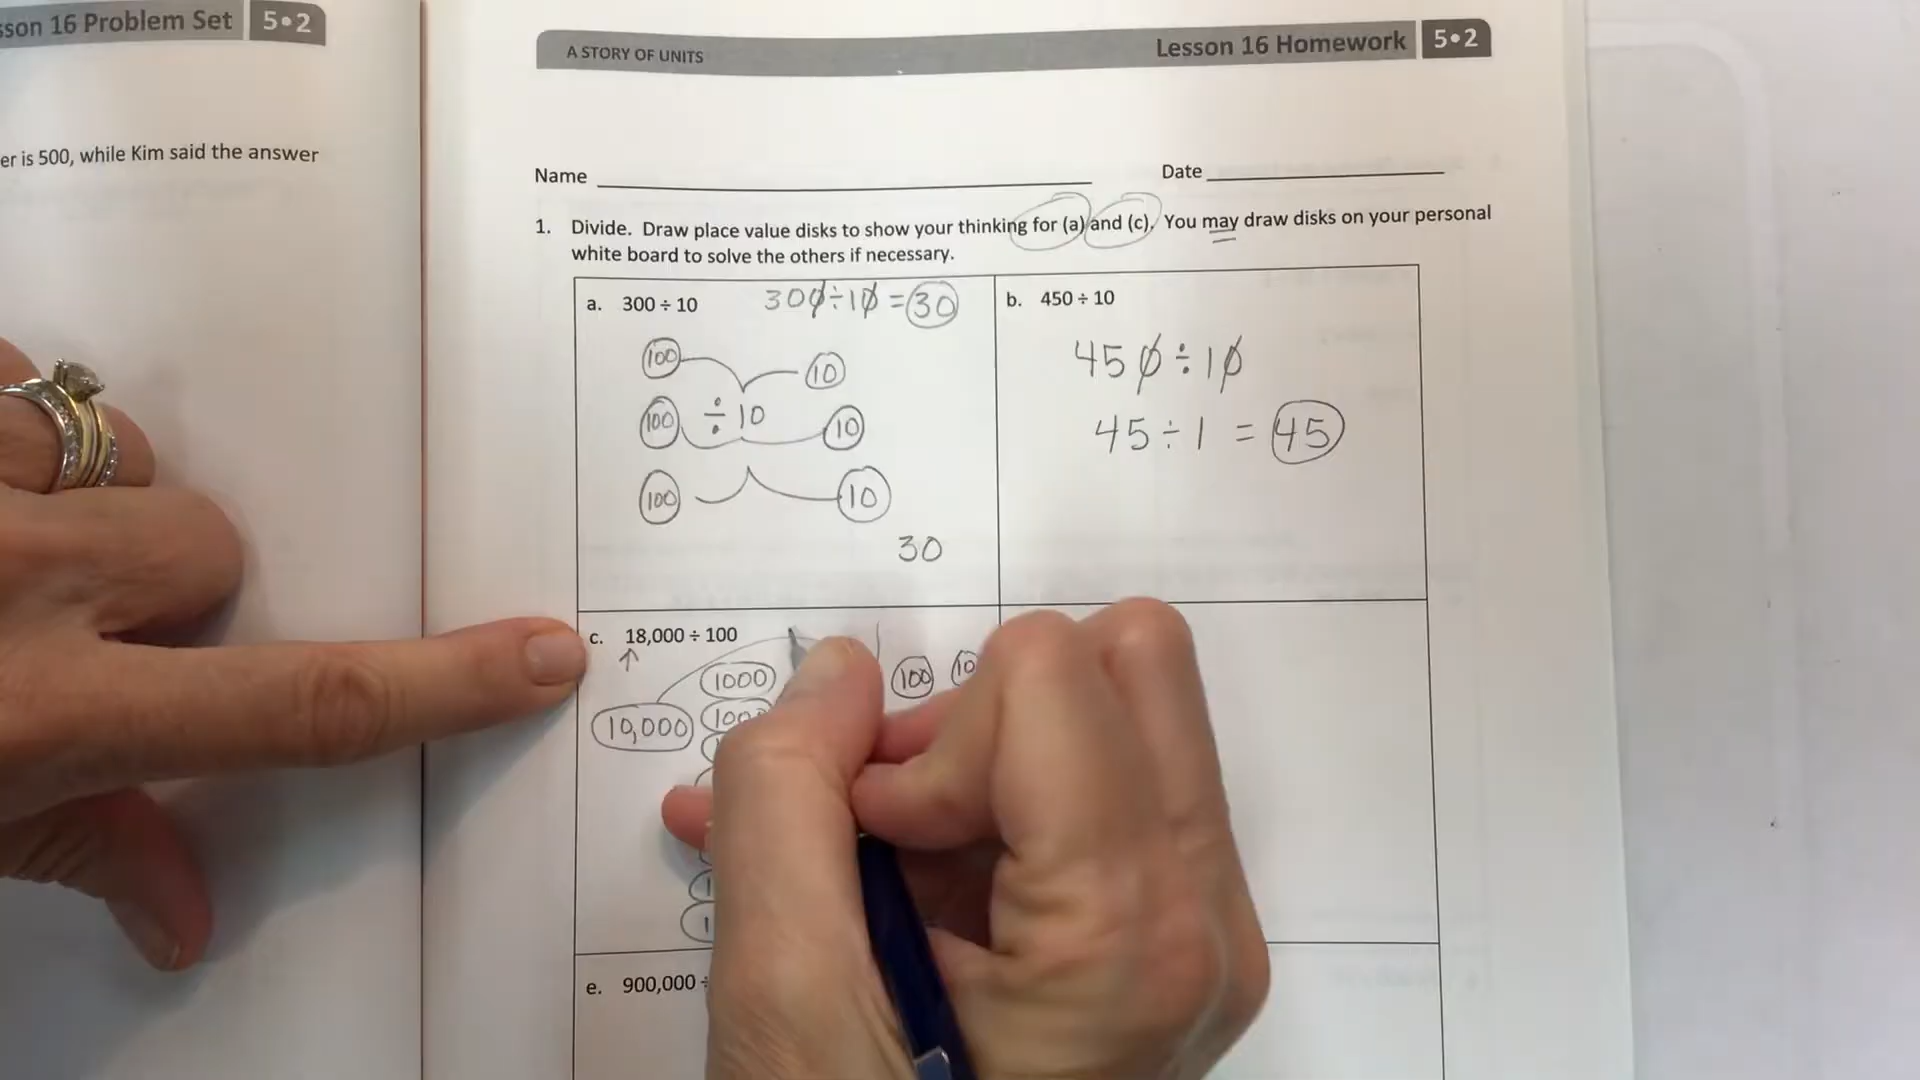 sson 16 Problem Set 5•2
er is 500, while Kim said the answer
A STORY OF UNITS Lesson 16 Homework 5•2
Name Date
1. Divide. Draw place value disks to show your thinking for (a) and (c). You may draw disks on your personal
white board to solve the others if necessary.
a. 300 ÷ 10 300÷10 = 30
100 10
100 ÷ 10 10
100 10
30
b. 450 ÷ 10
450 ÷ 10
45 ÷ 1 = 45
c. 18,000 ÷ 100
1000 100 10
10,000 100
e. 900,000 ÷